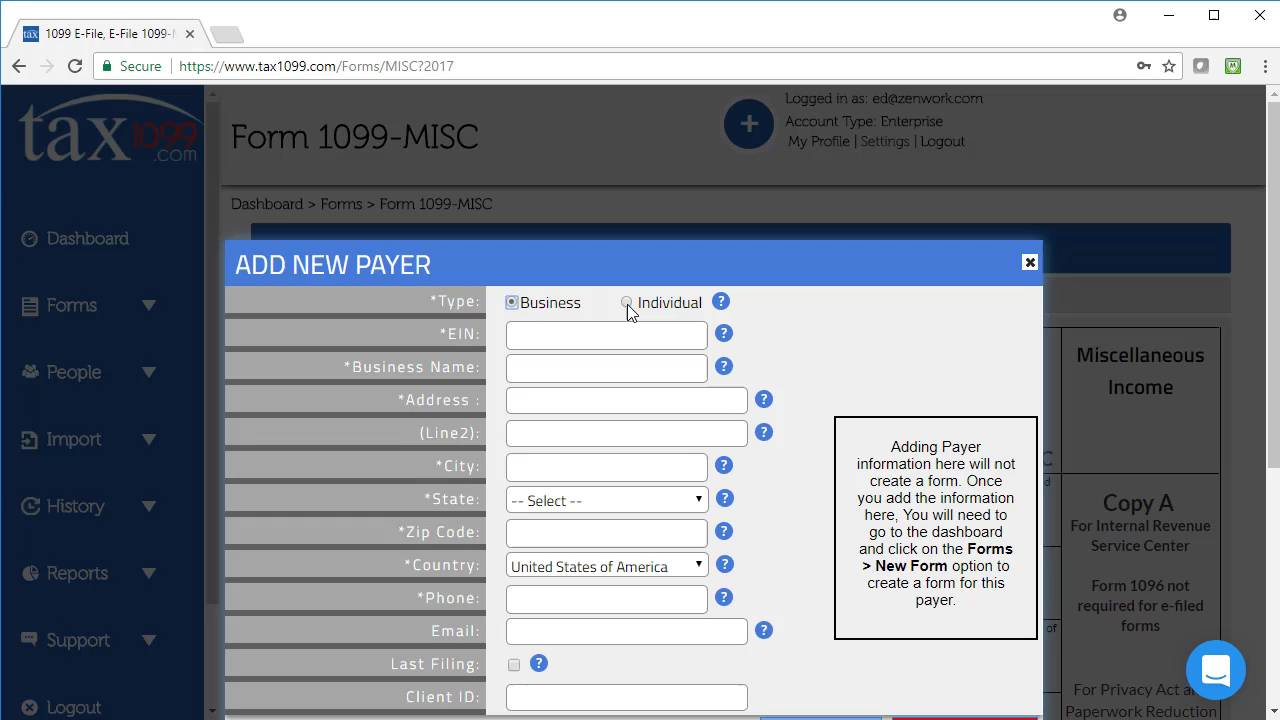 tax
1099 E-File, E-File 1099-
Secure
https://www.tax1099.com/Forms/MISC?2017
tax1099
.com
Form 1099-MISC
+
Logged in as: ed@zenwork.com
Account Type: Enterprise
My Profile | Settings | Logout
Dashboard > Forms > Form 1099-MISC
Dashboard
Forms
People
Import
History
Reports
Support
Logout
ADD NEW PAYER
*Type:
Business
Individual
?
*EIN:
?
*Business Name:
?
*Address :
?
(Line2):
?
*City:
?
*State:
-- Select --
?
*Zip Code:
?
*Country:
United States of America
?
*Phone:
?
Email:
?
Last Filing:
?
Client ID:
Adding Payer
information here will not
create a form. Once
you add the information
here, You will need to
go to the dashboard
and click on the Forms
> New Form option to
create a form for this
payer.
Miscellaneous
Income
C
d
Copy A
For Internal Revenue
Service Center
Form 1096 not
required for e-filed
forms
of
For Privacy Act
Paperwork Reduction